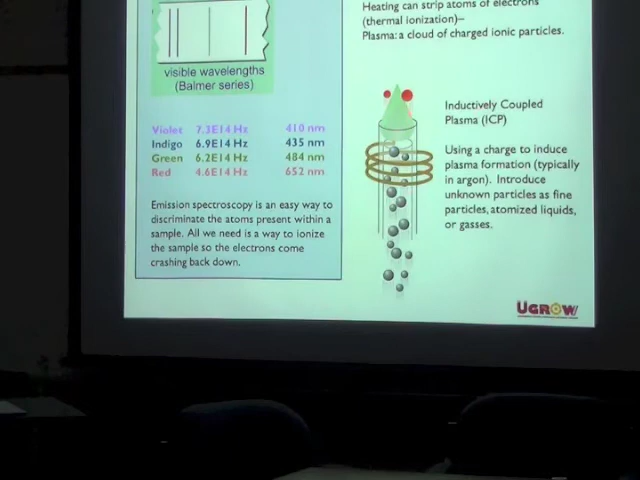 visible wavelengths
(Balmer series)
Violet 7.3E14 Hz 410 nm
Indigo 6.9E14 Hz 435 nm
Green 6.2E14 Hz 484 nm
Red 4.6E14 Hz 652 nm
Emission spectroscopy is an easy way to
discriminate the atoms present within a
sample. All we need is a way to ionize
the sample so the electrons come
crashing back down.
Heating can strip atoms of electrons
(thermal ionization)–
Plasma: a cloud of charged ionic particles.
Inductively Coupled
Plasma (ICP)
Using a charge to induce
plasma formation (typically
in argon). Introduce
unknown particles as fine
particles, atomized liquids,
or gasses.
UGROW